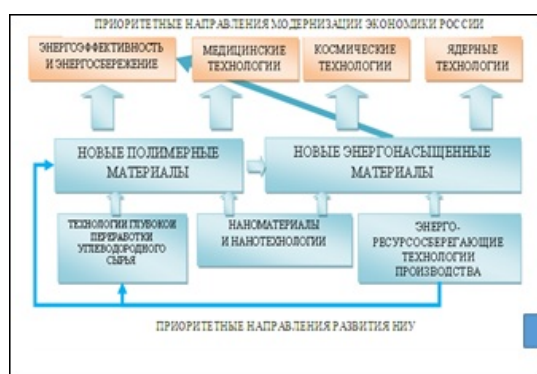 ПРИОРИТЕТНЫЕ НАПРАВЛЕНИЯ МОДЕРНИЗАЦИИ ЭКОНОМИКИ РОССИИ
ЭНЕРГОЭФФЕКТИВНОСТЬ
И ЭНЕРГОСБЕРЕЖЕНИЕ
МЕДИЦИНСКИЕ
ТЕХНОЛОГИИ
КОСМИЧЕСКИЕ
ТЕХНОЛОГИИ
ЯДЕРНЫЕ
ТЕХНОЛОГИИ
НОВЫЕ ПОЛИМЕРНЫЕ
МАТЕРИАЛЫ
НОВЫЕ ЭНЕРГОНАСЫЩЕННЫЕ
МАТЕРИАЛЫ
ТЕХНОЛОГИИ ГЛУБОКОЙ
ПЕРЕРАБОТКИ
УГЛЕВОДОРОДНОГО
СЫРЬЯ
НАНОМАТЕРИАЛЫ
И НАНОТЕХНОЛОГИИ
ЭНЕРГО-
РЕСУРСОСБЕРЕГАЮЩИЕ
ТЕХНОЛОГИИ
ПРОИЗВОДСТВА
ПРИОРИТЕТНЫЕ НАПРАВЛЕНИЯ РАЗВИТИЯ НИУ